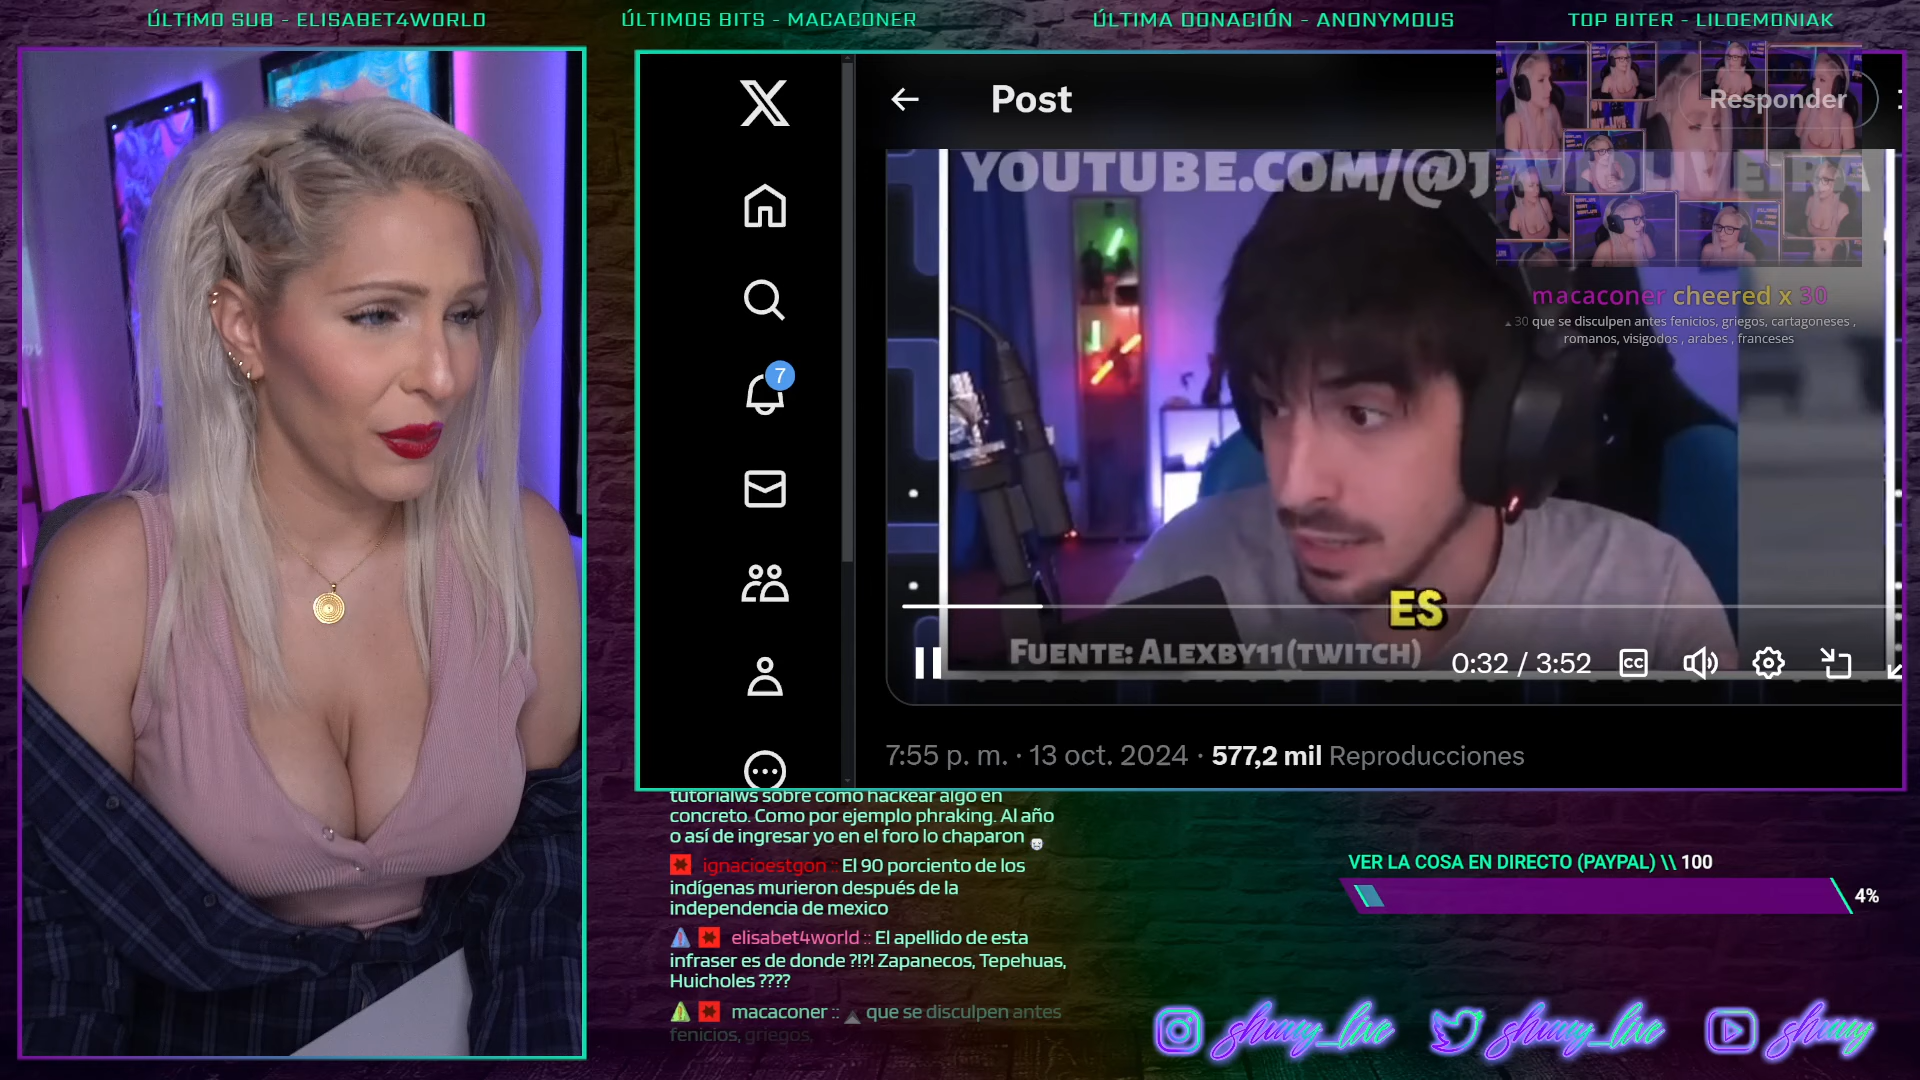 ÚLTIMO SUB - ELISABET4WORLD
ÚLTIMOS BITS - MACACONER
ÚLTIMA DONACIÓN - ANONYMOUS
TOP BITER - LILDEMONIAK
Post
Responder
YOUTUBE.COM/@JAVIOLIVEIRA
macaconer cheered x 30
30 que se disculpen antes fenicios, griegos, cartagoneses ,
romanos, visigodos , arabes , franceses
7
ES
FUENTE: ALEXBY11(TWITCH)
0:32 / 3:52
CC
7:55 p. m. · 13 oct. 2024 · 577,2 mil Reproducciones
tutorialws sobre como hackear algo en
concreto. Como por ejemplo phraking. Al año
o así de ingresar yo en el foro lo chaparon
ignacioestgon :: El 90 porciento de los
indígenas murieron después de la
independencia de mexico
elisabet4world :: El apellido de esta
infraser es de donde ?!?! Zapanecos, Tepehuas,
Huicholes ????
macaconer :: que se disculpen antes
fenicios, griegos,
VER LA COSA EN DIRECTO (PAYPAL) \\ 100
4%
shuuy_live
shuuy_live
shuuy